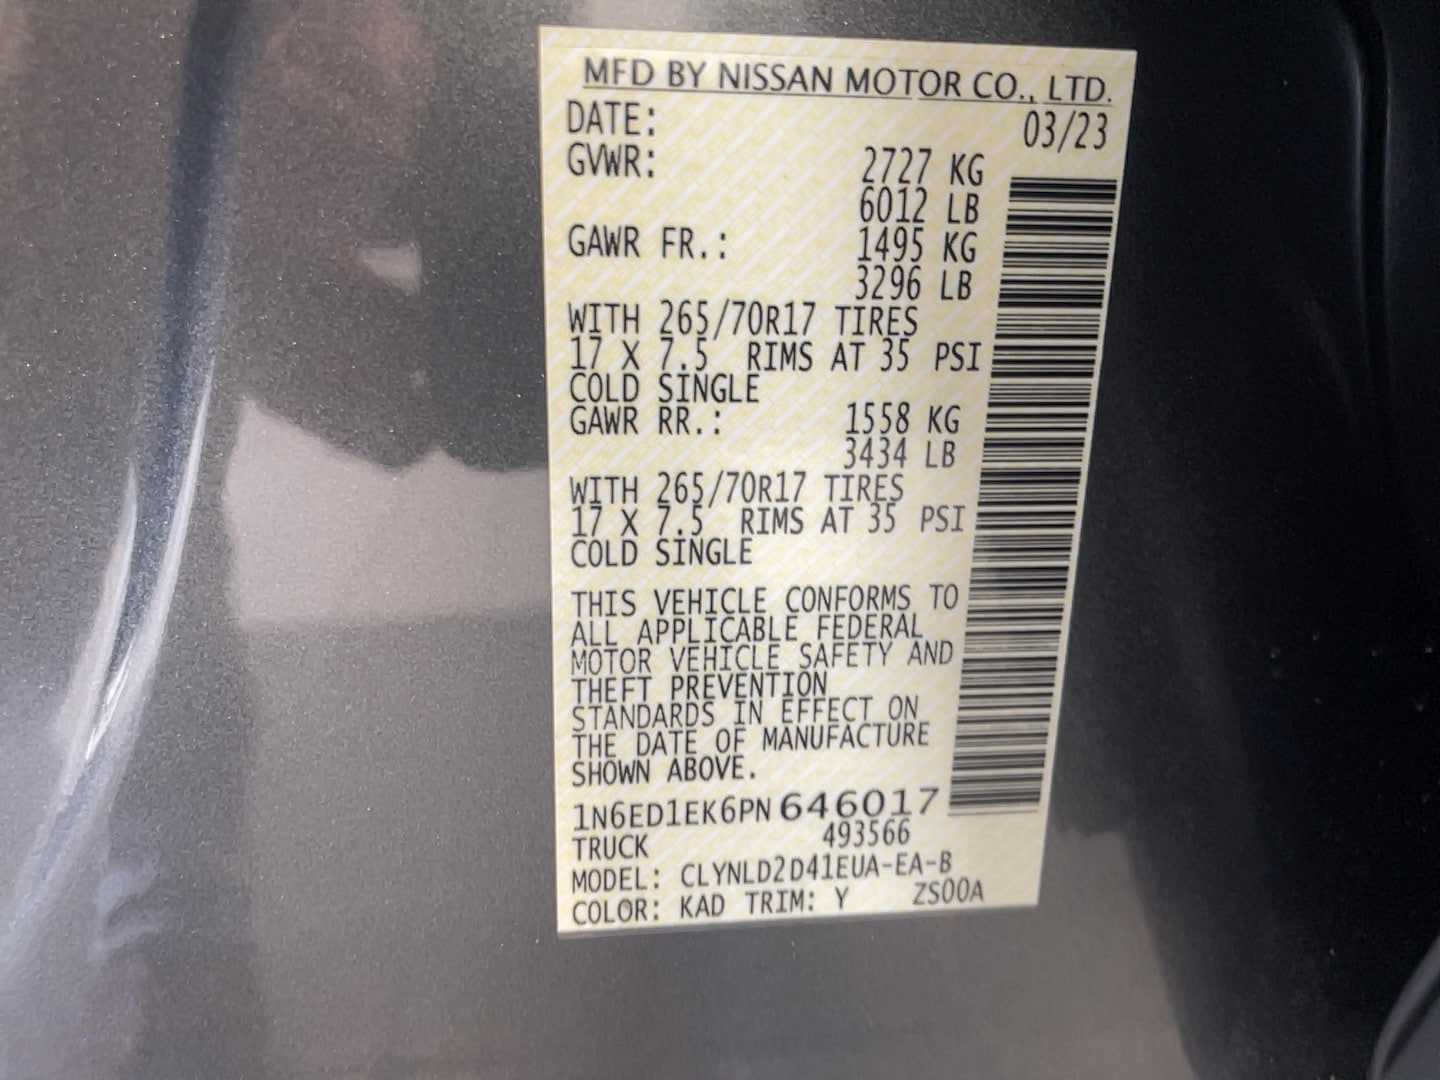 MFD BY NISSAN MOTOR CO., LTD.
DATE: 03/23
GVWR: 2727 KG
6012 LB
GAWR FR.: 1495 KG
3296 LB
WITH 265/70R17 TIRES
17 X 7.5 RIMS AT 35 PSI
COLD SINGLE
GAWR RR.: 1558 KG
3434 LB
WITH 265/70R17 TIRES
17 X 7.5 RIMS AT 35 PSI
COLD SINGLE
THIS VEHICLE CONFORMS TO
ALL APPLICABLE FEDERAL
MOTOR VEHICLE SAFETY AND
THEFT PREVENTION
STANDARDS IN EFFECT ON
THE DATE OF MANUFACTURE
SHOWN ABOVE.
1N6ED1EK6PN646017
TRUCK 493566
MODEL: CLYNLD2D41EUA-EA-B
COLOR: KAD TRIM: Y ZS00A